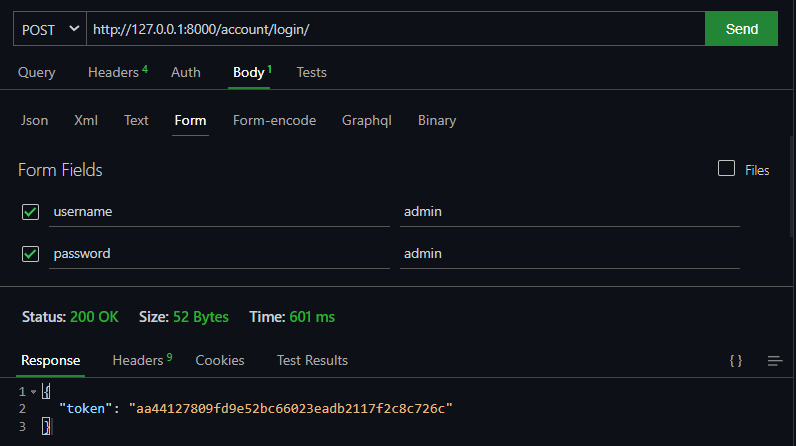 POST http://127.0.0.1:8000/account/login/ Send
Query Headers 4 Auth Body 1 Tests
Json Xml Text Form Form-encode Graphql Binary
Form Fields Files
username admin
password admin
Status: 200 OK Size: 52 Bytes Time: 601 ms
Response Headers 9 Cookies Test Results { }
1 {
2 "token": "aa44127809fd9e52bc66023eadb2117f2c8c726c"
3 }